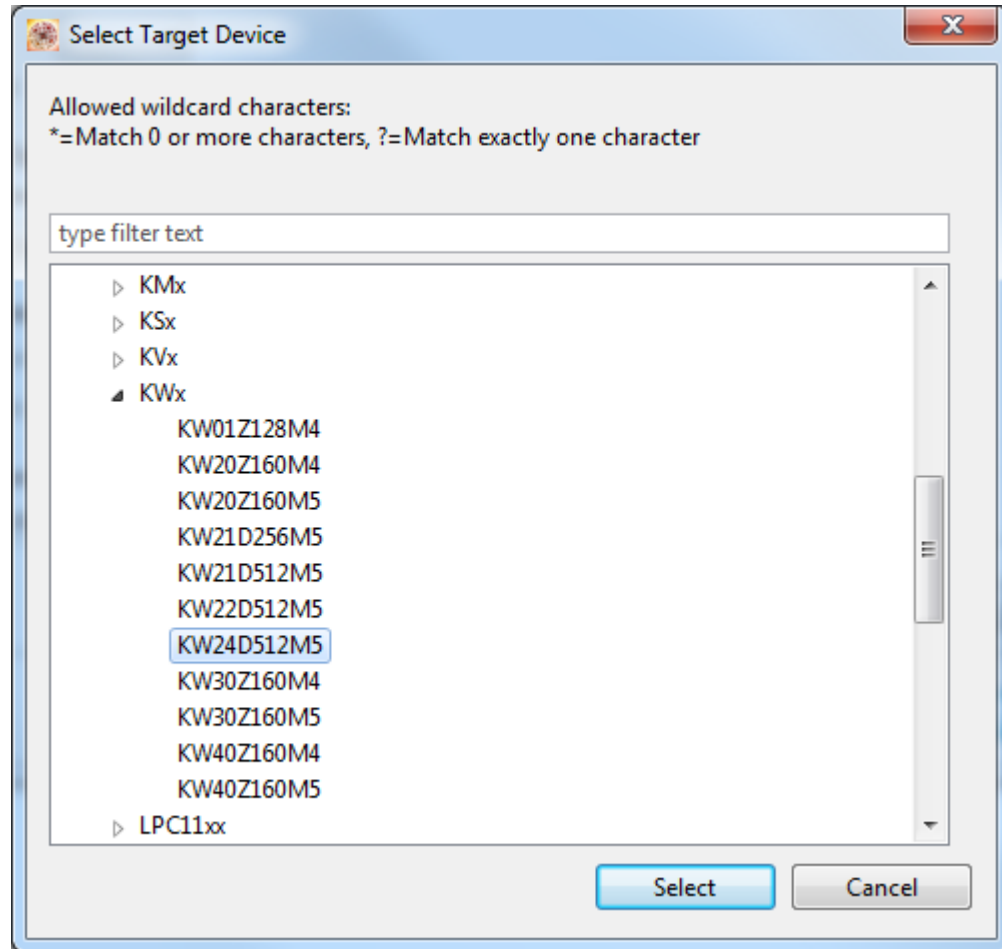 Select Target Device
Allowed wildcard characters:
*=Match 0 or more characters, ?=Match exactly one character
type filter text
KMx
KSx
KVx
KWx
KW01Z128M4
KW20Z160M4
KW20Z160M5
KW21D256M5
KW21D512M5
KW22D512M5
KW24D512M5
KW30Z160M4
KW30Z160M5
KW40Z160M4
KW40Z160M5
LPC11xx
Select Cancel